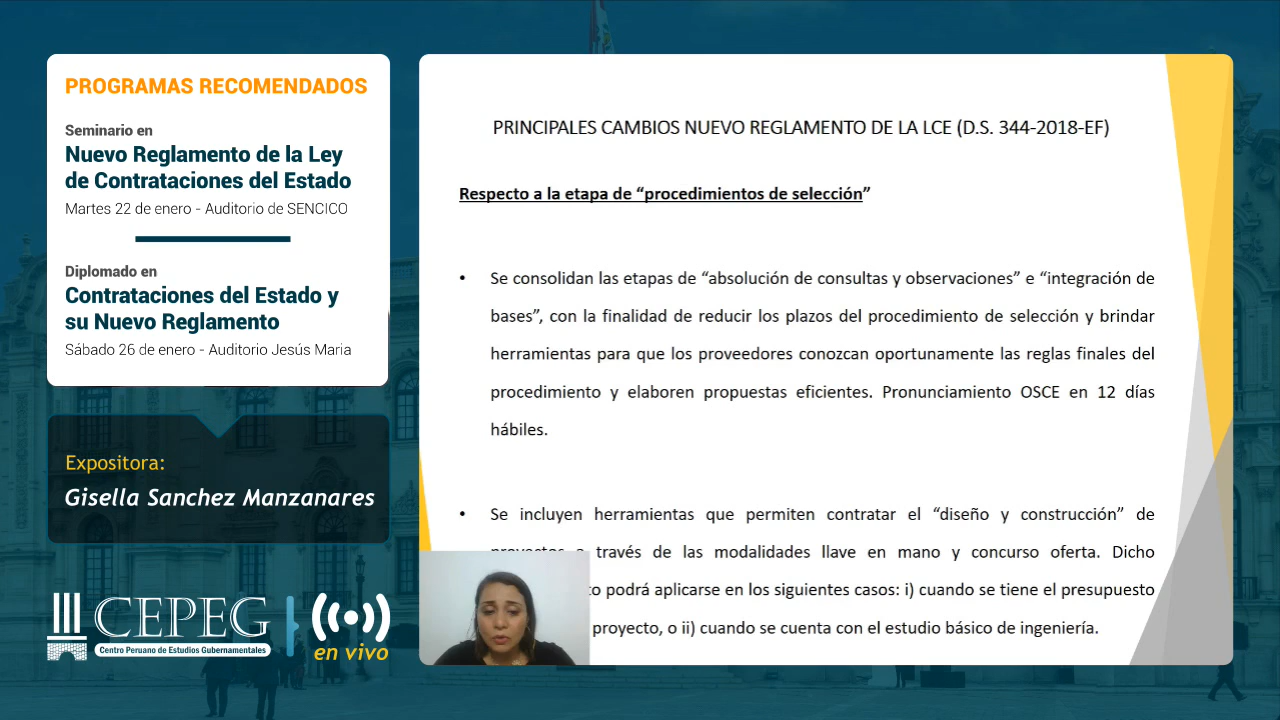 PROGRAMAS RECOMENDADOS
Seminario en
Nuevo Reglamento de la Ley
de Contrataciones del Estado
Martes 22 de enero - Auditorio de SENCICO
Diplomado en
Contrataciones del Estado y
su Nuevo Reglamento
Sábado 26 de enero - Auditorio Jesús Maria
Expositora:
Gisella Sanchez Manzanares
CEPEG
Centro Peruano de Estudios Gubernamentales
en vivo
PRINCIPALES CAMBIOS NUEVO REGLAMENTO DE LA LCE (D.S. 344-2018-EF)
Respecto a la etapa de “procedimientos de selección”
• Se consolidan las etapas de “absolución de consultas y observaciones” e “integración de
bases”, con la finalidad de reducir los plazos del procedimiento de selección y brindar
herramientas para que los proveedores conozcan oportunamente las reglas finales del
procedimiento y elaboren propuestas eficientes. Pronunciamiento OSCE en 12 días
hábiles.
• Se incluyen herramientas que permiten contratar el “diseño y construcción” de
través de las modalidades llave en mano y concurso oferta. Dicho
podrá aplicarse en los siguientes casos: i) cuando se tiene el presupuesto
proyecto, o ii) cuando se cuenta con el estudio básico de ingeniería.